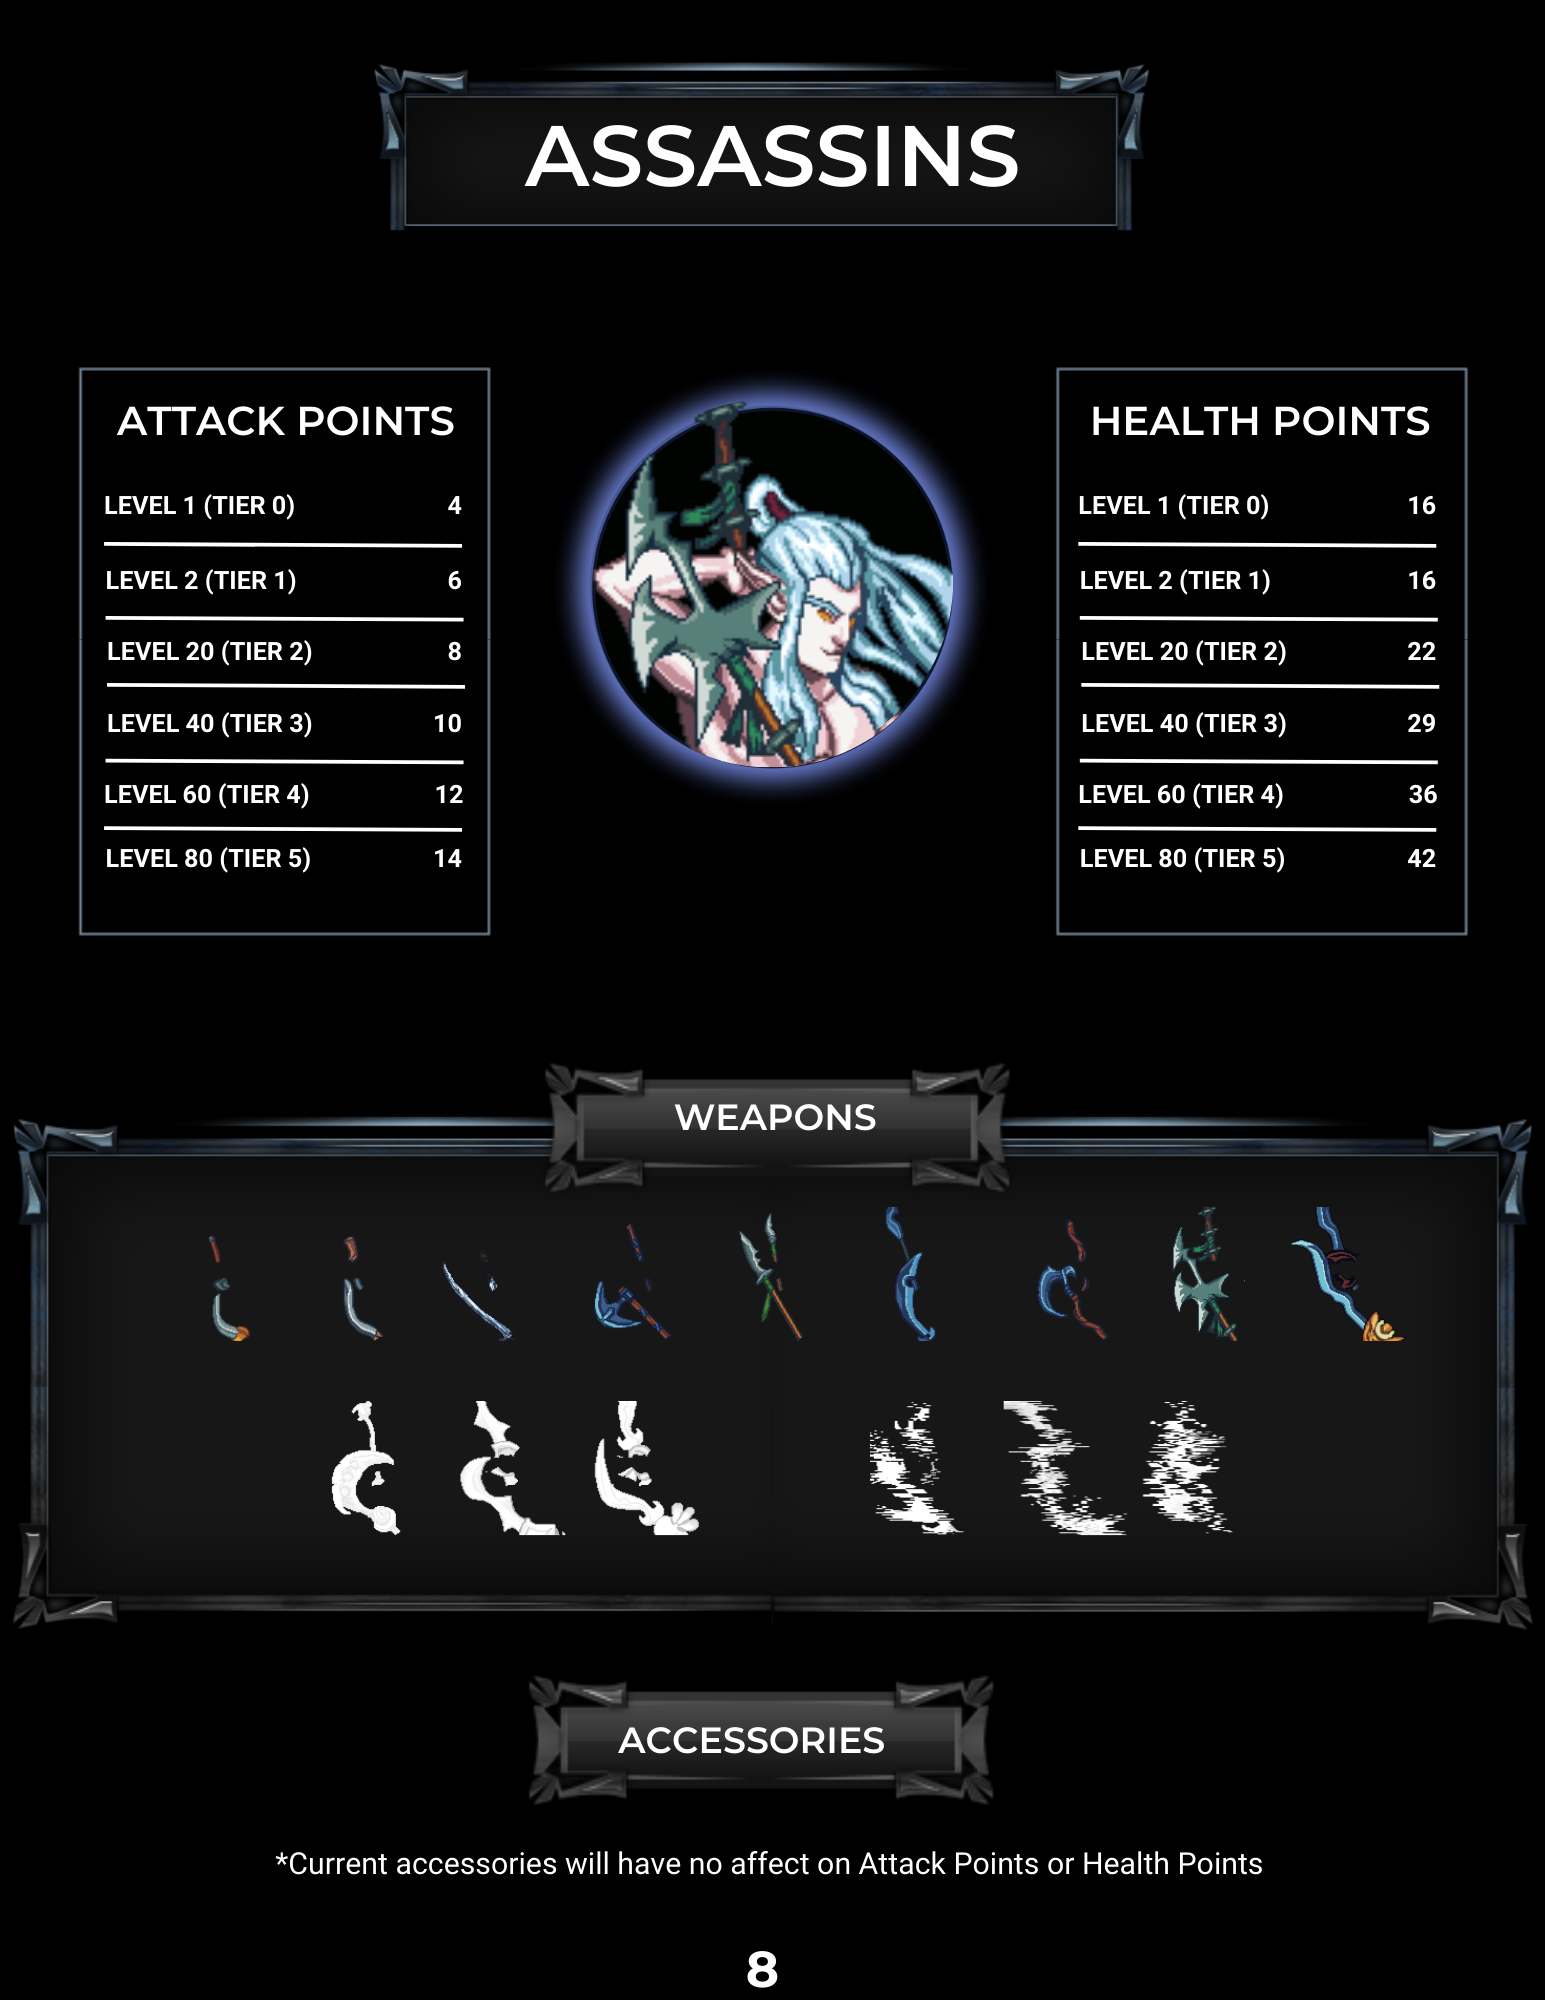 ASSASSINS
ATTACK POINTS
LEVEL 1 (TIER 0) 4
LEVEL 2 (TIER 1) 6
LEVEL 20 (TIER 2) 8
LEVEL 40 (TIER 3) 10
LEVEL 60 (TIER 4) 12
LEVEL 80 (TIER 5) 14
HEALTH POINTS
LEVEL 1 (TIER 0) 16
LEVEL 2 (TIER 1) 16
LEVEL 20 (TIER 2) 22
LEVEL 40 (TIER 3) 29
LEVEL 60 (TIER 4) 36
LEVEL 80 (TIER 5) 42
WEAPONS
ACCESSORIES
*Current accessories will have no affect on Attack Points or Health Points
8